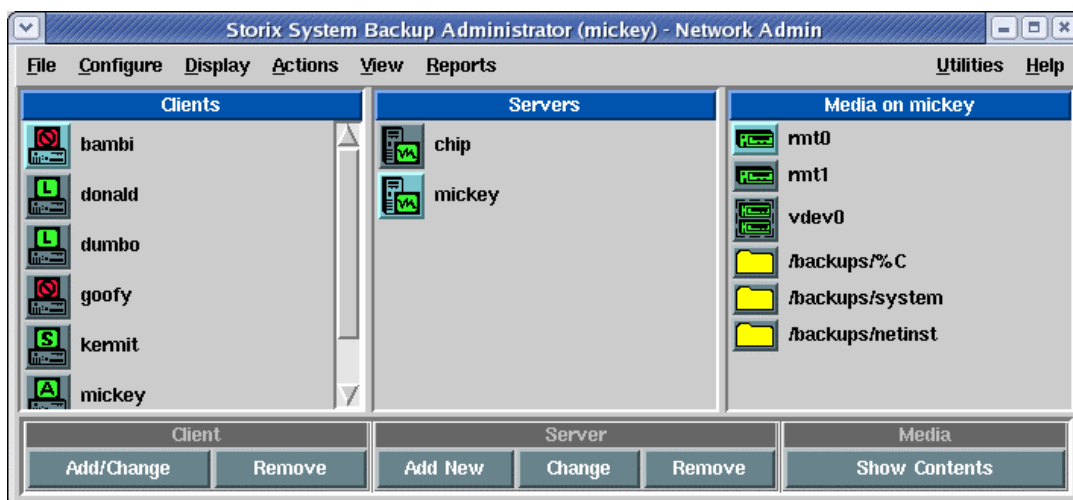 Storix System Backup Administrator (mickey) - Network Admin
File Configure Display Actions View Reports Utilities Help
Clients Servers Media on mickey
bambi
donald
L
dumbo
L
goofy
kermit
S
mickey
A
chip
mickey
rmt0
rmt1
vdev0
/backups/%C
/backups/system
/backups/netinst
Client Server Media
Add/Change Remove Add New Change Remove Show Contents